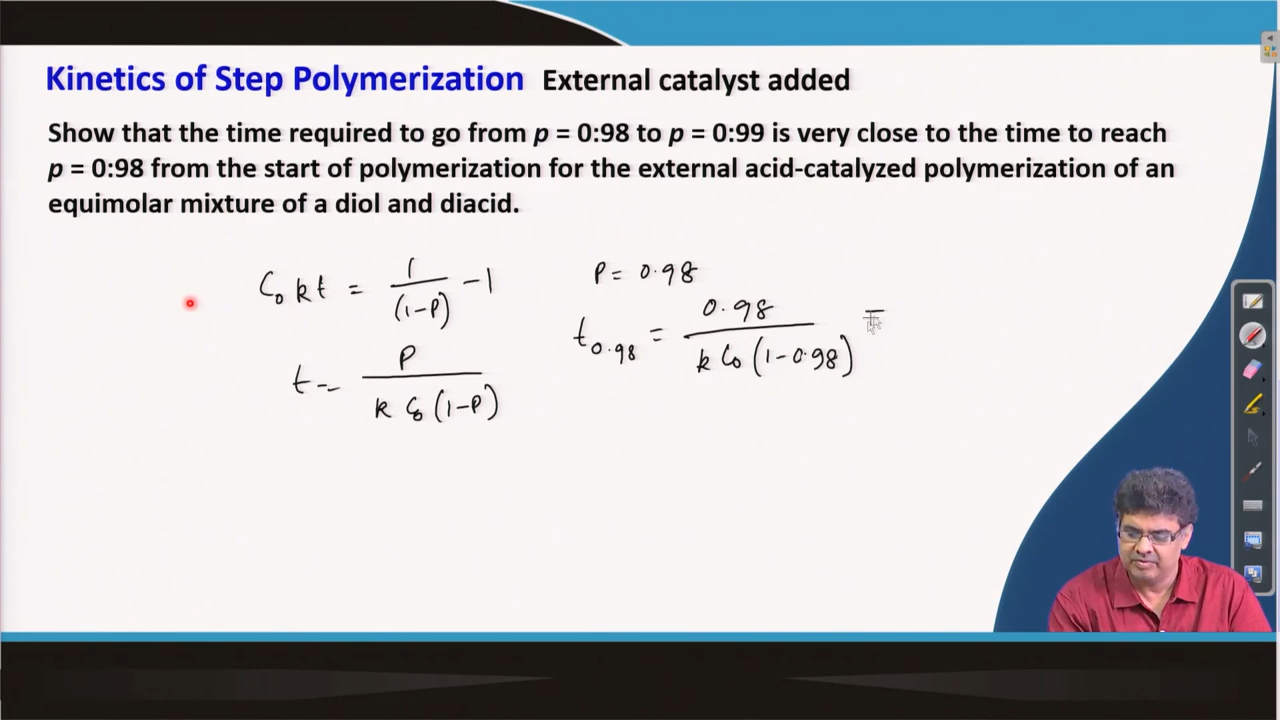 Kinetics of Step Polymerization External catalyst added
Show that the time required to go from p = 0:98 to p = 0:99 is very close to the time to reach
p = 0:98 from the start of polymerization for the external acid-catalyzed polymerization of an
equimolar mixture of a diol and diacid.
C₀ k t = 1/(1-P) - 1
t = P/(k C₀ (1-P))
P = 0.98
t₀.₉₈ = 0.98/(k C₀ (1-0.98)) =